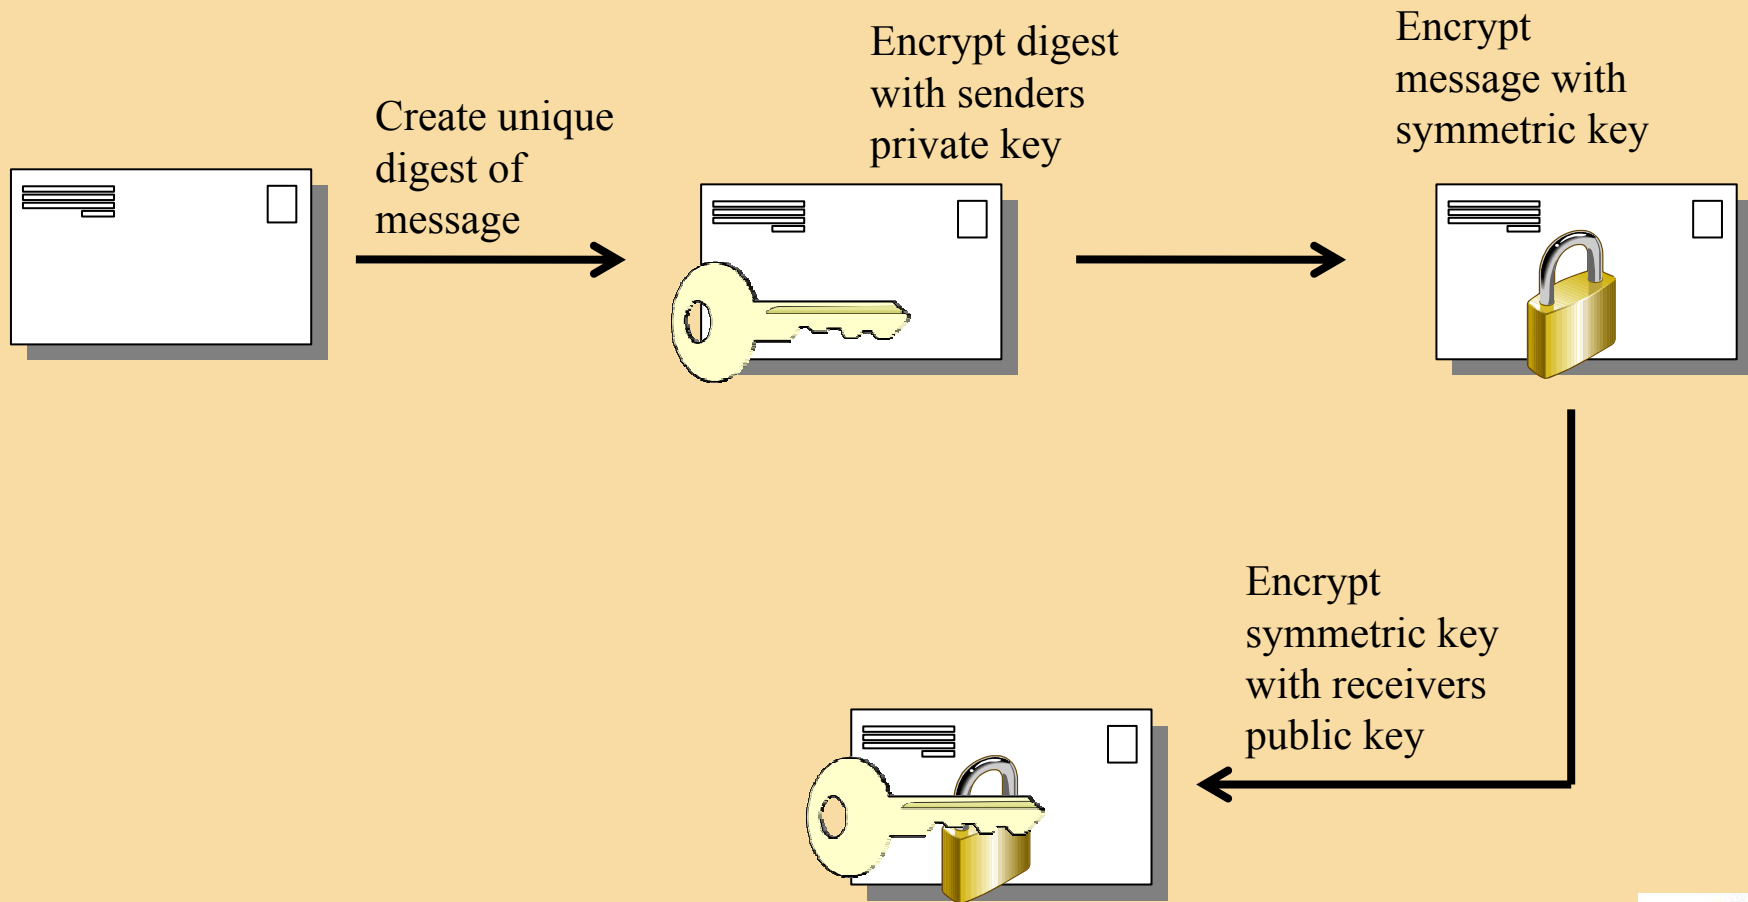 Create unique
digest of
message
Encrypt digest
with senders
private key
Encrypt
message with
symmetric key
Encrypt
symmetric key
with receivers
public key